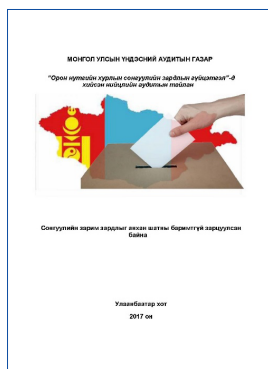 МОНГОЛ УЛСЫН ҮНДЭСНИЙ АУДИТЫН ГАЗАР
"Орон нутгийн хурлын сонгуулийн зардлын гүйцэтгэл"-д
хийсэн нийцлийн аудитын тайлан
Сонгуулийн зарим зардлыг анхан шатны баримтгүй зарцуулсан
байна
Улаанбаатар хот
2017 он